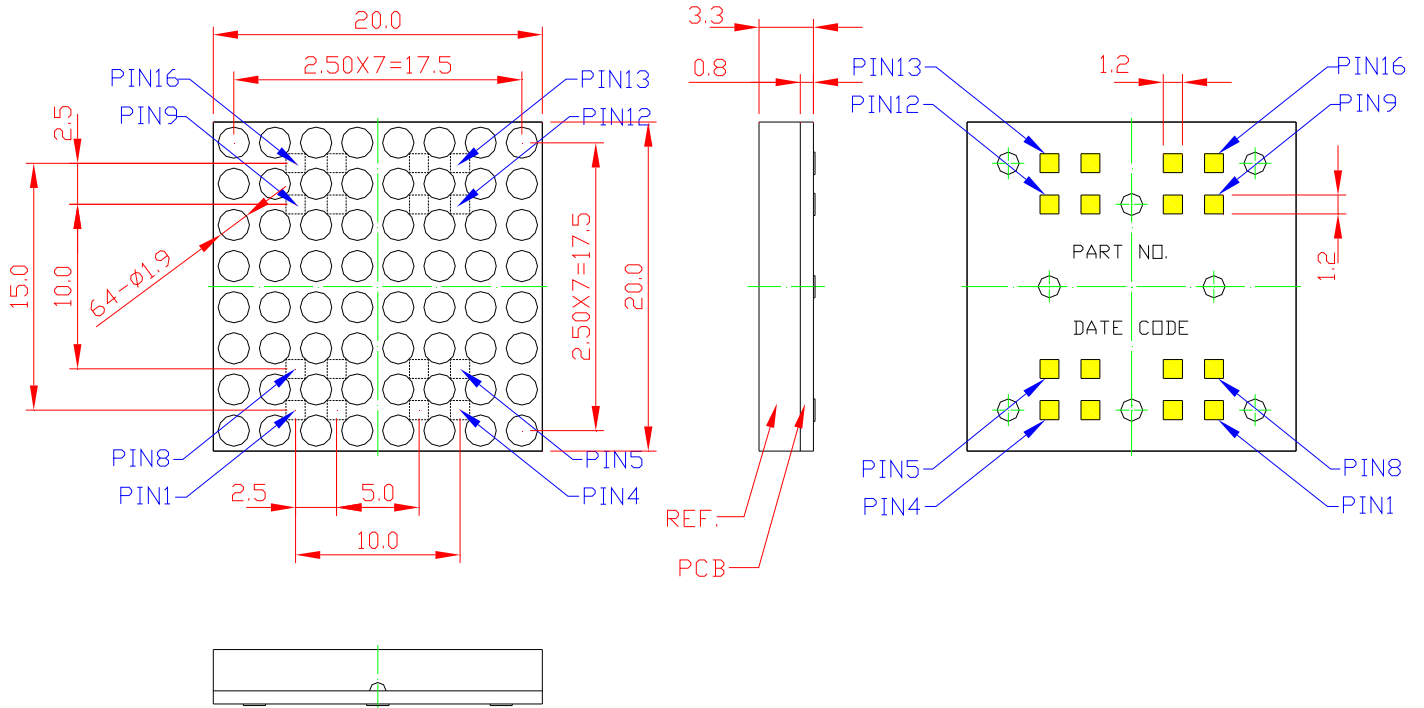 20.0
2.50X7=17.5
PIN16
PIN13
PIN9
PIN12
2.5
15.0
10.0
64-Ø1.9
2.50X7=17.5
20.0
PIN8
PIN5
PIN1
PIN4
2.5
5.0
10.0
3.3
0.8
REF.
PCB
PIN13
PIN12
1.2
PIN16
PIN9
1.2
PART NO.
DATE CODE
PIN5
PIN4
PIN8
PIN1